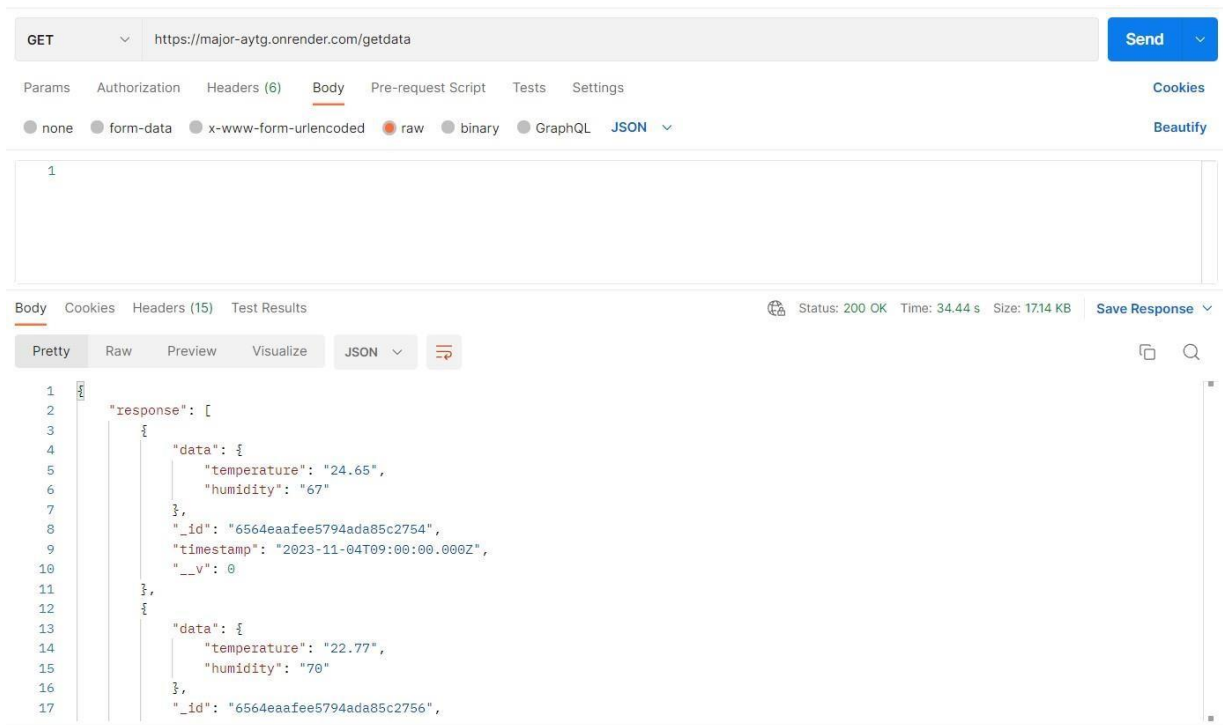 GET https://major-aytg.onrender.com/getdata Send
Params Authorization Headers (6) Body Pre-request Script Tests Settings Cookies
none form-data x-www-form-urlencoded raw binary GraphQL JSON Beautify
1
Body Cookies Headers (15) Test Results Status: 200 OK Time: 34.44 s Size: 17.14 KB Save Response
Pretty Raw Preview Visualize JSON
1 {
2 "response": [
3 {
4 "data": {
5 "temperature": "24.65",
6 "humidity": "67"
7 },
8 "_id": "6564eaafee5794ada85c2754",
9 "timestamp": "2023-11-04T09:00:00.000Z",
10 "__v": 0
11 },
12 {
13 "data": {
14 "temperature": "22.77",
15 "humidity": "70"
16 },
17 "_id": "6564eaafee5794ada85c2756",